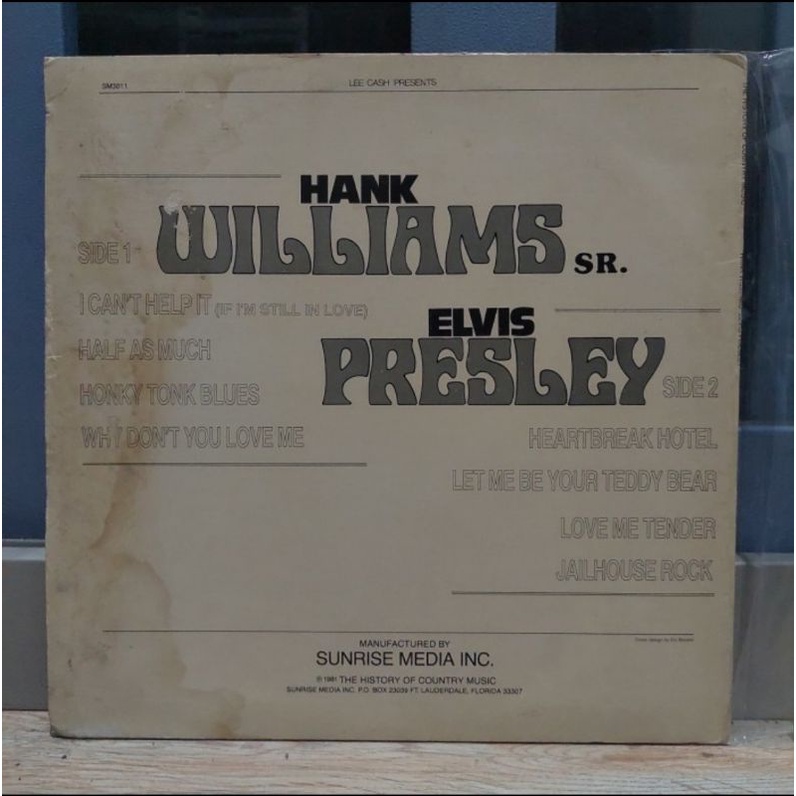 SM3011
LEE CASH PRESENTS
HANK
WILLIAMS SR.
SIDE 1
I CAN'T HELP IT (IF I'M STILL IN LOVE)
HALF AS MUCH
HONKY TONK BLUES
WHY DON'T YOU LOVE ME
ELVIS
PRESLEY
SIDE 2
HEARTBREAK HOTEL
LET ME BE YOUR TEDDY BEAR
LOVE ME TENDER
JAILHOUSE ROCK
MANUFACTURED BY
SUNRISE MEDIA INC.
℗ 1981 THE HISTORY OF COUNTRY MUSIC
SUNRISE MEDIA INC. P.O. BOX 23039 FT. LAUDERDALE, FLORIDA 33307